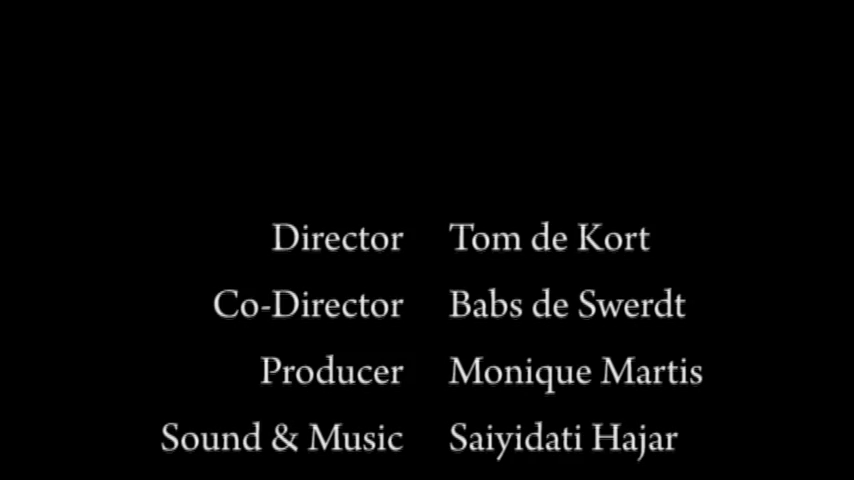 Director Tom de Kort
Co-Director Babs de Swerdt
Producer Monique Martis
Sound & Music Saiyidati Hajar